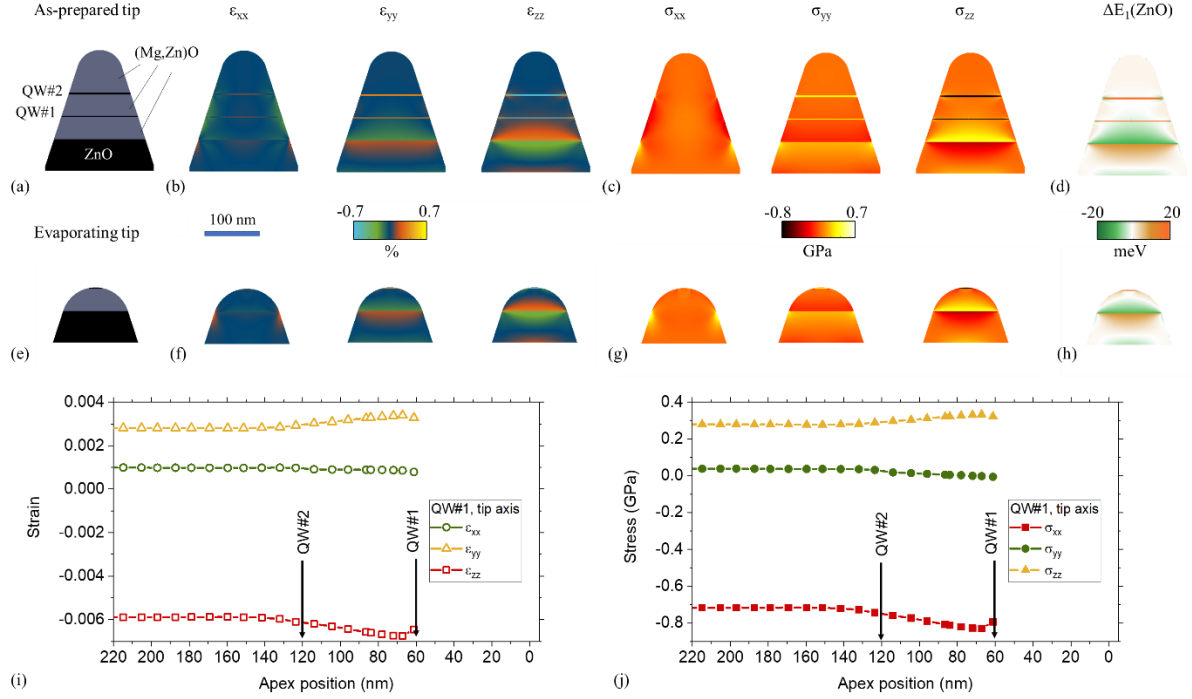 As-prepared tip
εxx
εyy
εzz
σxx
σyy
σzz
ΔE1(ZnO)
(Mg,Zn)O
QW#2
QW#1
ZnO
(a)
(b)
(c)
(d)
Evaporating tip
100 nm
-0.7
0.7
%
-0.8
0.7
GPa
-20
20
meV
(e)
(f)
(g)
(h)
0.004
0.002
0.000
-0.002
-0.004
-0.006
Strain
QW#2
QW#1
QW#1, tip axis
εxx
εyy
εzz
220 200 180 160 140 120 100 80 60 40 20 0
Apex position (nm)
(i)
0.4
0.2
0.0
-0.2
-0.4
-0.6
-0.8
Stress (GPa)
QW#2
QW#1
QW#1, tip axis
σxx
σyy
σzz
220 200 180 160 140 120 100 80 60 40 20 0
Apex position (nm)
(j)